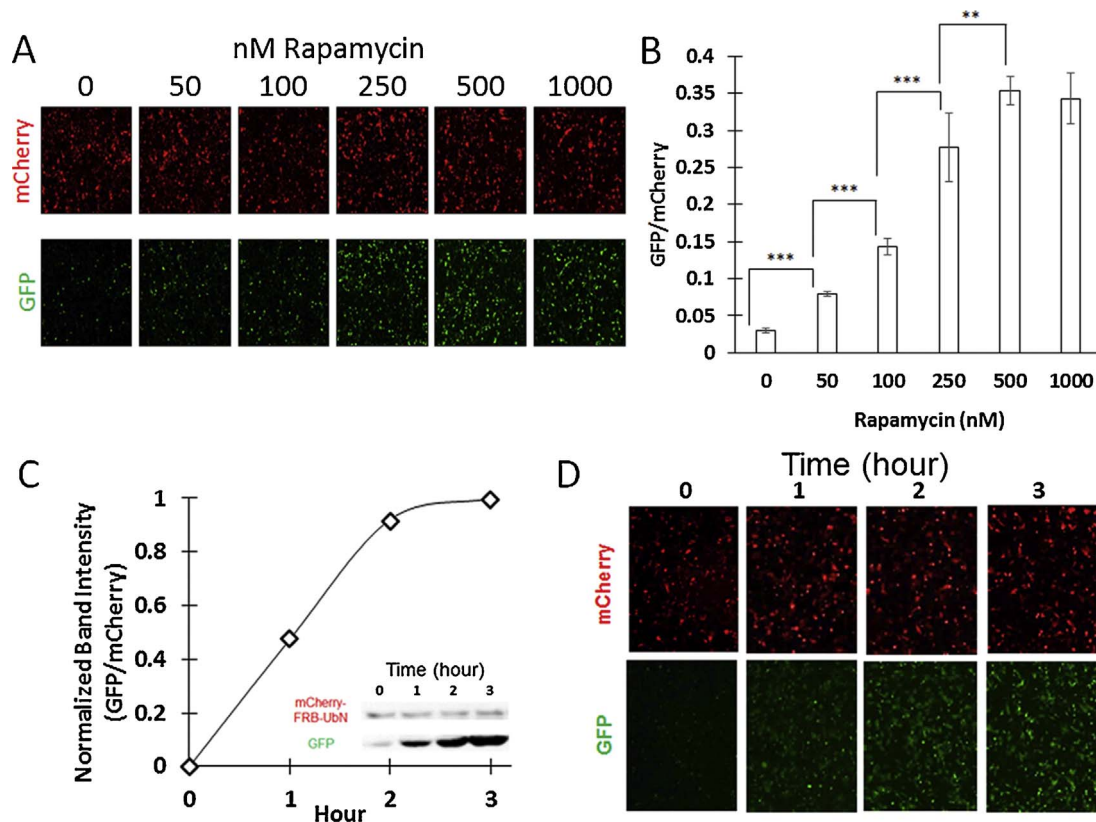 A
nM Rapamycin
0 50 100 250 500 1000
mCherry
GFP
B
GFP/mCherry
0.4
0.35
0.3
0.25
0.2
0.15
0.1
0.05
0
***
***
***
**
0 50 100 250 500 1000
Rapamycin (nM)
C
Normalized Band Intensity
(GFP/mCherry)
1
0.8
0.6
0.4
0.2
0
Time (hour)
0 1 2 3
mCherry-
FRB-UbN
GFP
0 1 2 3
Hour
D
Time (hour)
0 1 2 3
mCherry
GFP